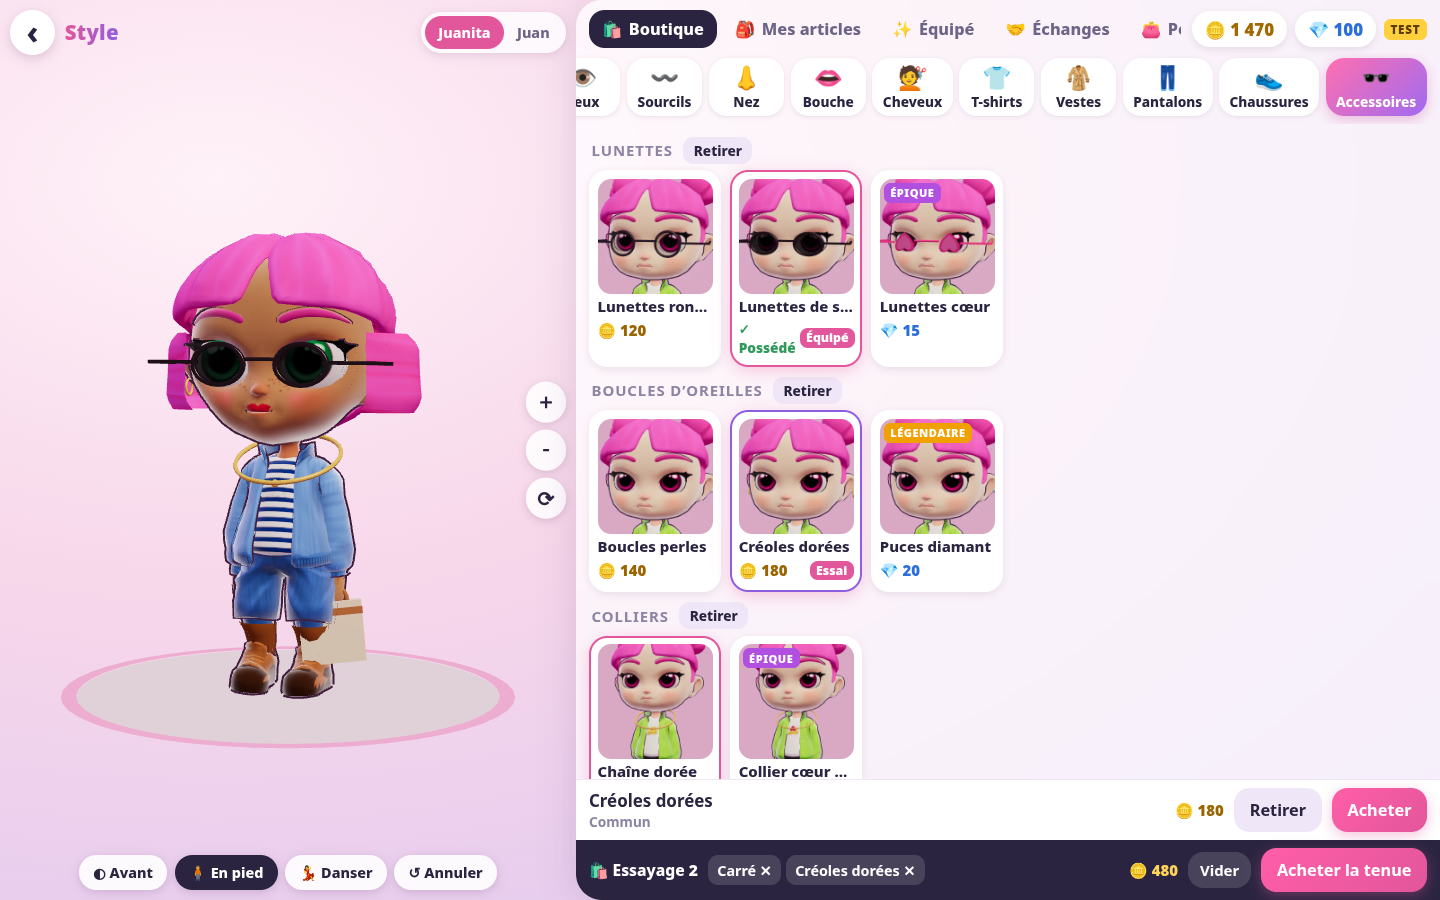 Style
Juanita Juan
Boutique Mes articles Équipé Échanges
1 470 100 TEST
eux Sourcils Nez Bouche Cheveux T-shirts Vestes Pantalons Chaussures Accessoires
LUNETTES Retirer
ÉPIQUE
Lunettes ron... Lunettes de s... Lunettes cœur
120 ✓ Possédé Équipé 15
BOUCLES D’OREILLES Retirer
LÉGENDAIRE
Boucles perles Créoles dorées Puces diamant
140 180 Essai 20
COLLIERS Retirer
ÉPIQUE
Chaîne dorée Collier cœur ...
+
-
Créoles dorées
Commun
180 Retirer Acheter
Avant En pied Danser Annuler
Essayage 2 Carré ✕ Créoles dorées ✕ 480 Vider Acheter la tenue